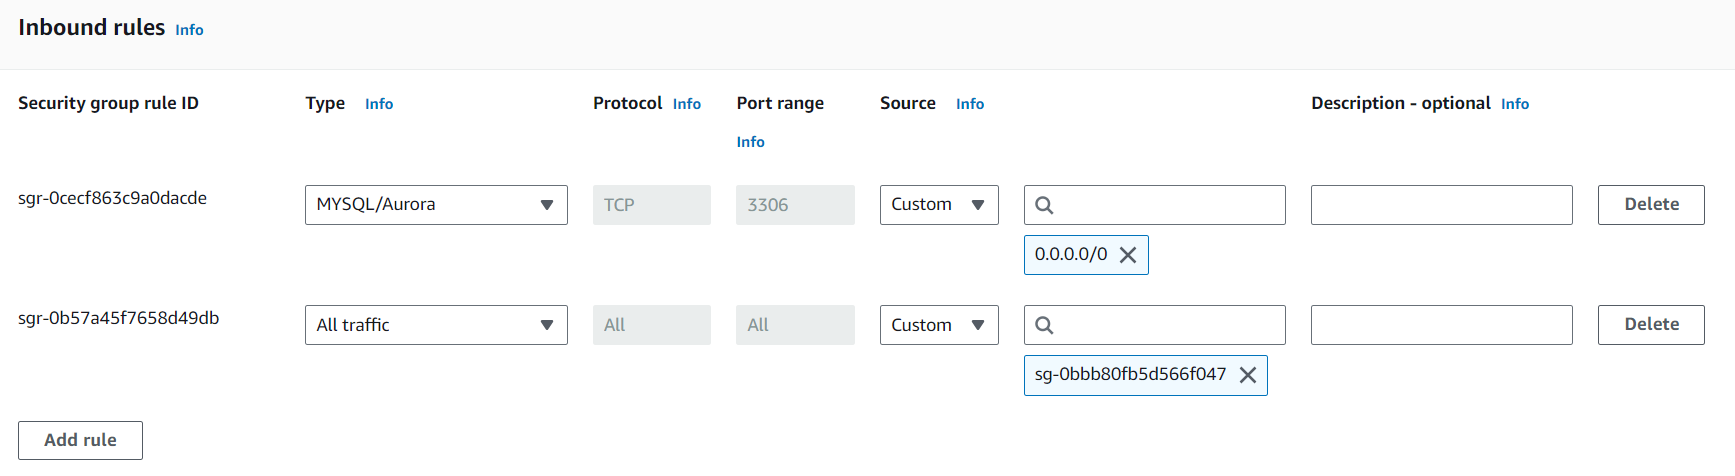 Inbound rules Info
Security group rule ID Type Info Protocol Info Port range Source Info Description - optional Info
Info
sgr-0cecf863c9a0dacde MYSQL/Aurora TCP 3306 Custom Delete
0.0.0.0/0
sgr-0b57a45f7658d49db All traffic All All Custom Delete
sg-0bbb80fb5d566f047
Add rule